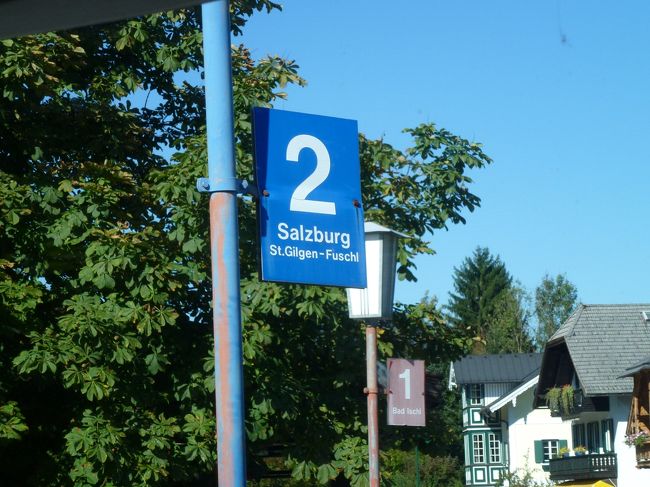 2
Salzburg
St.Gilgen-Fuschl
1
Bad Ischl